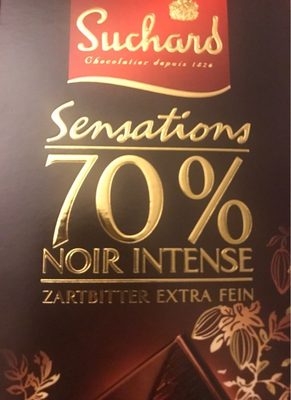 Suchard
Chocolatier depuis 1826
Sensations
70%
NOIR INTENSE
ZARTBITTER EXTRA FEIN